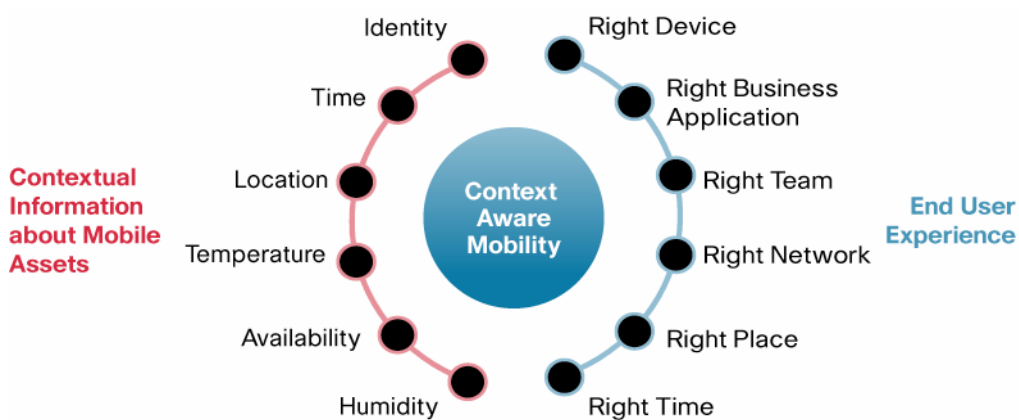 Contextual
Information
about Mobile
Assets
Identity
Time
Location
Temperature
Availability
Humidity
Context
Aware
Mobility
Right Device
Right Business
Application
Right Team
Right Network
Right Place
Right Time
End User
Experience